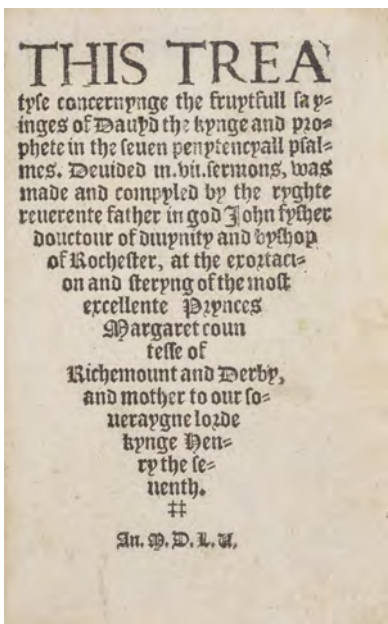 THIS TREA
tyse concernynge the fruytfull say=
inges of Dauyd the kynge and pro=
phete in the seuen penytencyall psal=
mes. Deuided in.vii.sermons, was
made and compyled by the ryghte
reuerente father in god John fyssher
douctour of diuynity and byshop
of Rochester, at the exortaci=
on and steryng of the most
excellente Prynces
Margaret coun
tesse of
Richemount and Derby,
and mother to our so=
ueraygne lorde
kynge Hen=
ry the se=
uenth.
An. M. D. L. V.